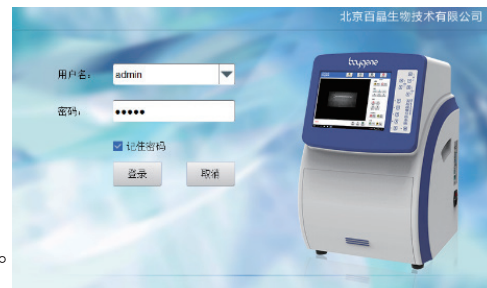 北京百晶生物技术有限公司
baygene
用户名：
admin
密码：
●●●●●
记住密码
登录
取消
。